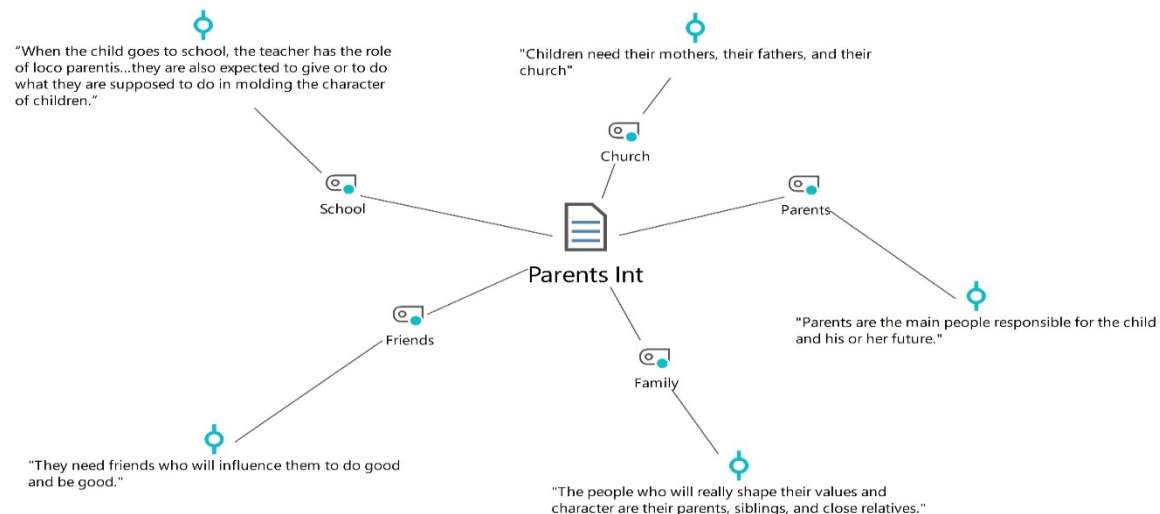 “When the child goes to school, the teacher has the role
of loco parentis...they are also expected to give or to do
what they are supposed to do in molding the character
of children.”
"Children need their mothers, their fathers, and their
church"
Church
School
Parents
Parents Int
Friends
Family
"Parents are the main people responsible for the child
and his or her future."
"They need friends who will influence them to do good
and be good."
"The people who will really shape their values and
character are their parents, siblings, and close relatives."